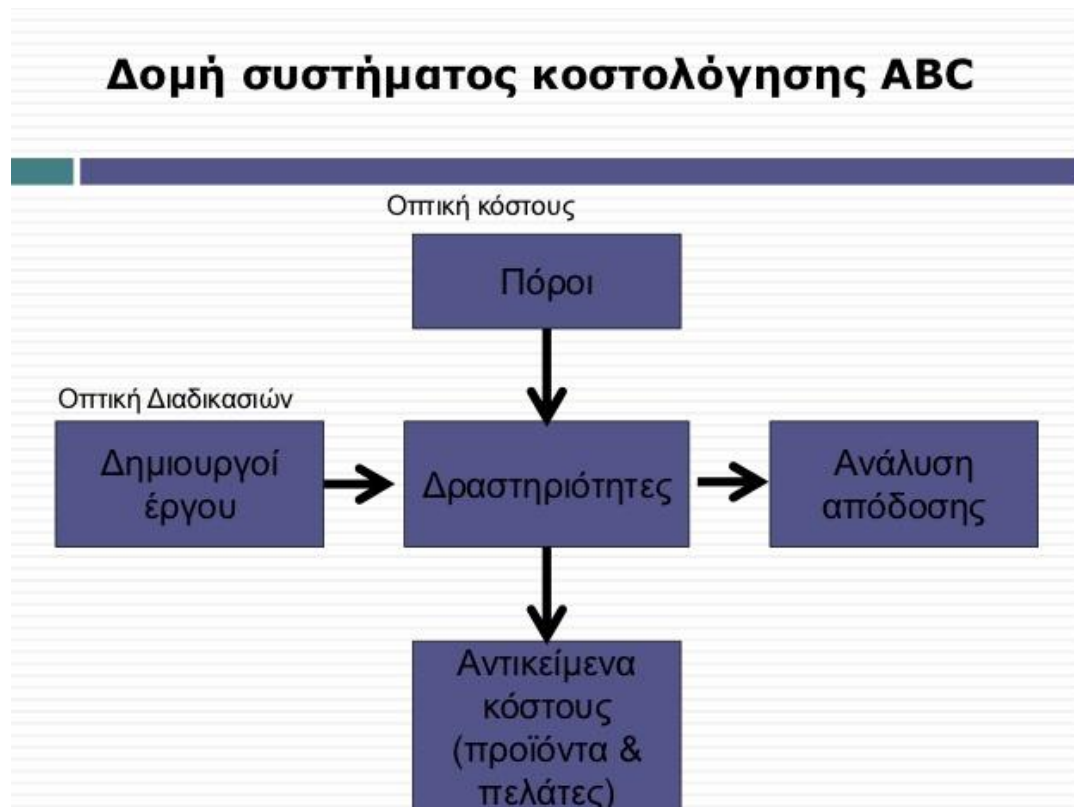 Δομή συστήματος κοστολόγησης ABC
Οπτική κόστους
Πόροι
Οπτική Διαδικασιών
Δημιουργοί
έργου
Δραστηριότητες
Ανάλυση
απόδοσης
Αντικείμενα
κόστους
(προϊόντα &
πελάτες)